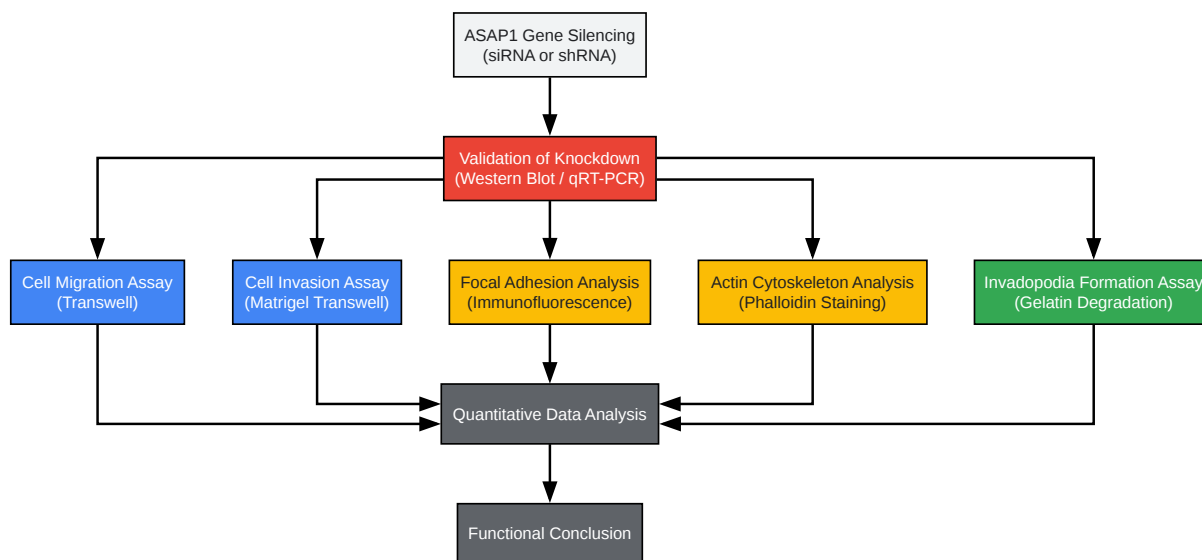 ASAP1 Gene Silencing
(siRNA or shRNA)
Validation of Knockdown
(Western Blot / qRT-PCR)
Cell Migration Assay
(Transwell)
Cell Invasion Assay
(Matrigel Transwell)
Focal Adhesion Analysis
(Immunofluorescence)
Actin Cytoskeleton Analysis
(Phalloidin Staining)
Invadopodia Formation Assay
(Gelatin Degradation)
Quantitative Data Analysis
Functional Conclusion